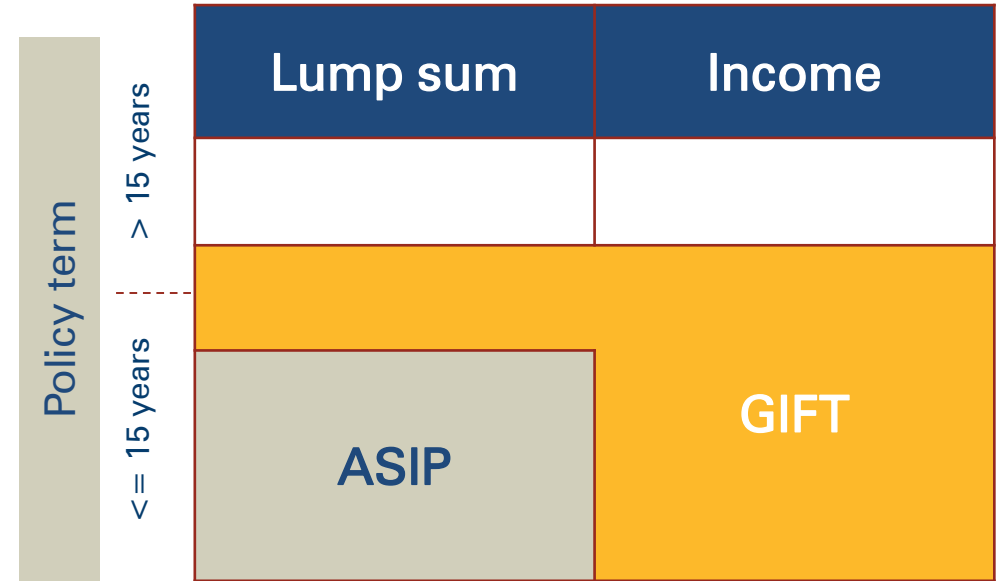 Lump sum
Income
Policy term
> 15 years
<= 15 years
GIFT
ASIP